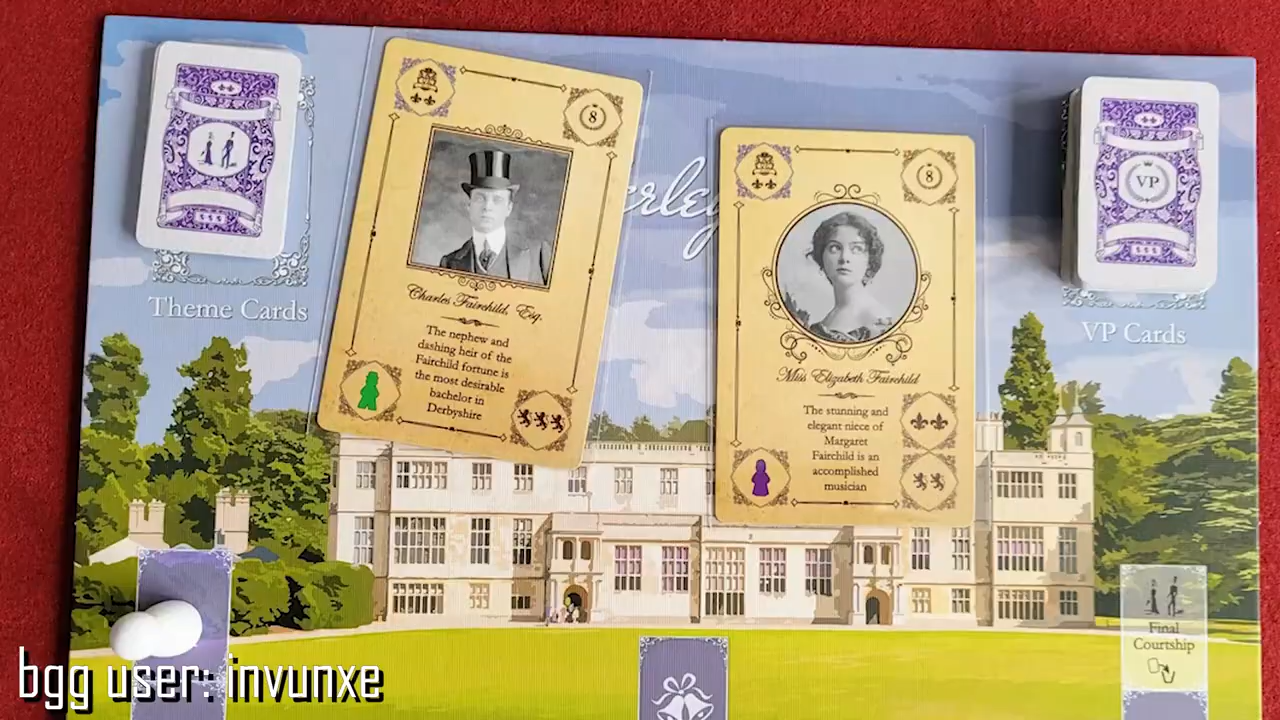 8
Charles Fairchild, Esq.
The nephew and
dashing heir of the
Fairchild fortune is
the most desirable
bachelor in
Derbyshire
8
Miss Elizabeth Fairchild
The stunning and
elegant niece of
Margaret
Fairchild is an
accomplished
musician
Theme Cards
VP
VP Cards
Final
Courtship
bgg user: invunxe